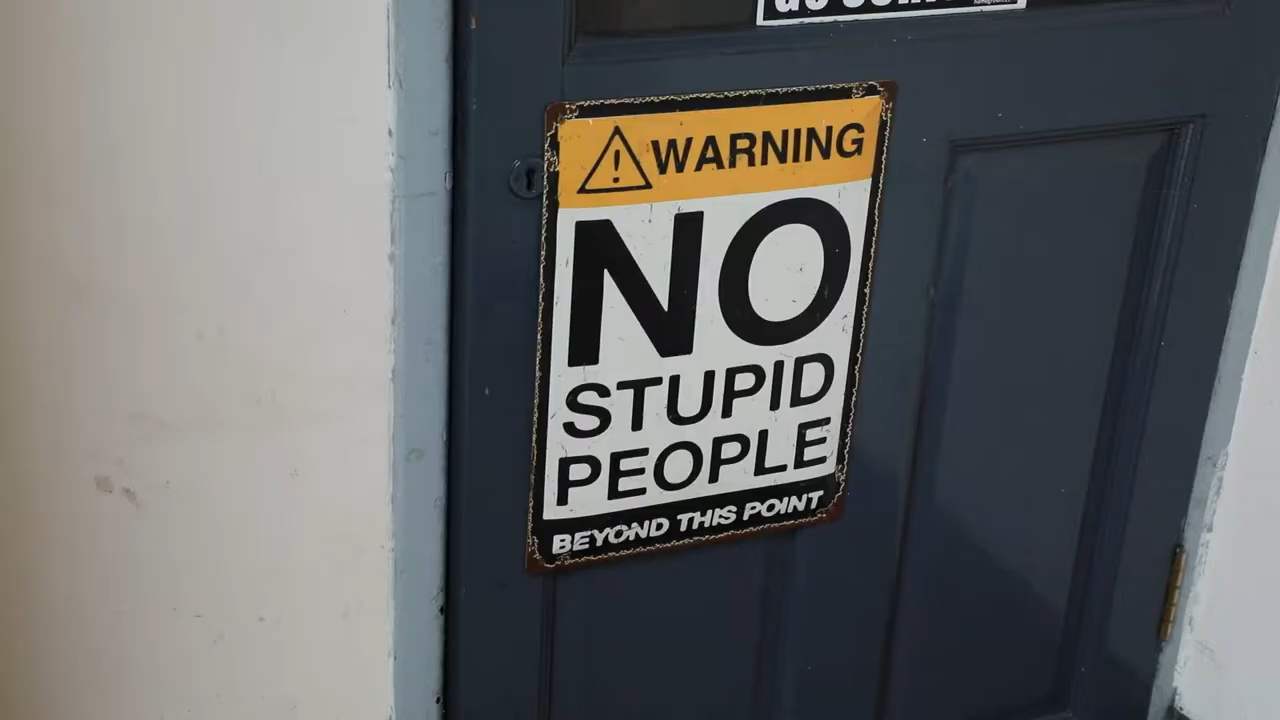 WARNING
NO
STUPID
PEOPLE
BEYOND THIS POINT